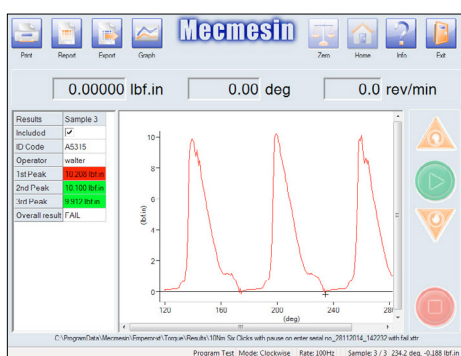 Mecmesin
Print Report Export Graph Zero Home Info Exit
0.00000 lbf.in 0.00 deg 0.0 rev/min
Results Sample 3
Included
ID Code A5315
Operator walter
1st Peak 10.208 lbf.in
2nd Peak 10.100 lbf.in
3rd Peak 9.912 lbf.in
Overall result FAIL
(lbf.in)
10
8
6
4
2
0
120 160 200 240 28
(deg)
C:\ProgramData\Mecmesin\Emperor\Torque\Results\10Nm Six Clicks with pause on enter serial no_28112014_142232 with fail.xttr
Program Test Mode: Clockwise Rate: 100Hz Sample: 3 / 3 234.2 deg, -0.188 lbf.in